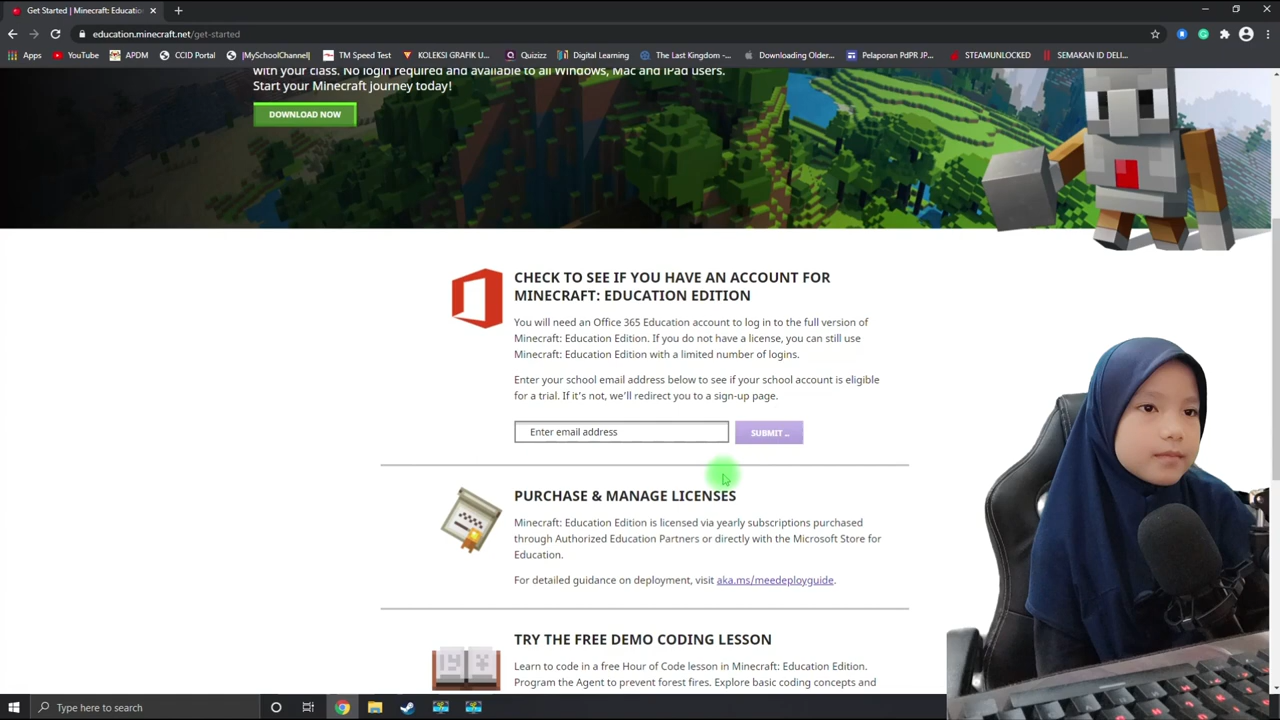 Get Started | Minecraft: Education
education.minecraft.net/get-started
Apps YouTube APDM CCID Portal |MySchoolChannel| TM Speed Test KOLEKSI GRAFIK U... Quizizz Digital Learning The Last Kingdom -... Downloading Older... Pelaporan PdPR JP... STEAMUNLOCKED SEMAKAN ID DELI...
with your class. No login required and available to all Windows, Mac and iPad users.
Start your Minecraft journey today!
DOWNLOAD NOW
CHECK TO SEE IF YOU HAVE AN ACCOUNT FOR
MINECRAFT: EDUCATION EDITION
You will need an Office 365 Education account to log in to the full version of
Minecraft: Education Edition. If you do not have a license, you can still use
Minecraft: Education Edition with a limited number of logins.
Enter your school email address below to see if your school account is eligible
for a trial. If it's not, we'll redirect you to a sign-up page.
Enter email address
SUBMIT ..
PURCHASE & MANAGE LICENSES
Minecraft: Education Edition is licensed via yearly subscriptions purchased
through Authorized Education Partners or directly with the Microsoft Store for
Education.
For detailed guidance on deployment, visit aka.ms/meedeployguide.
TRY THE FREE DEMO CODING LESSON
Learn to code in a free Hour of Code lesson in Minecraft: Education Edition.
Program the Agent to prevent forest fires. Explore basic coding concepts and
Type here to search